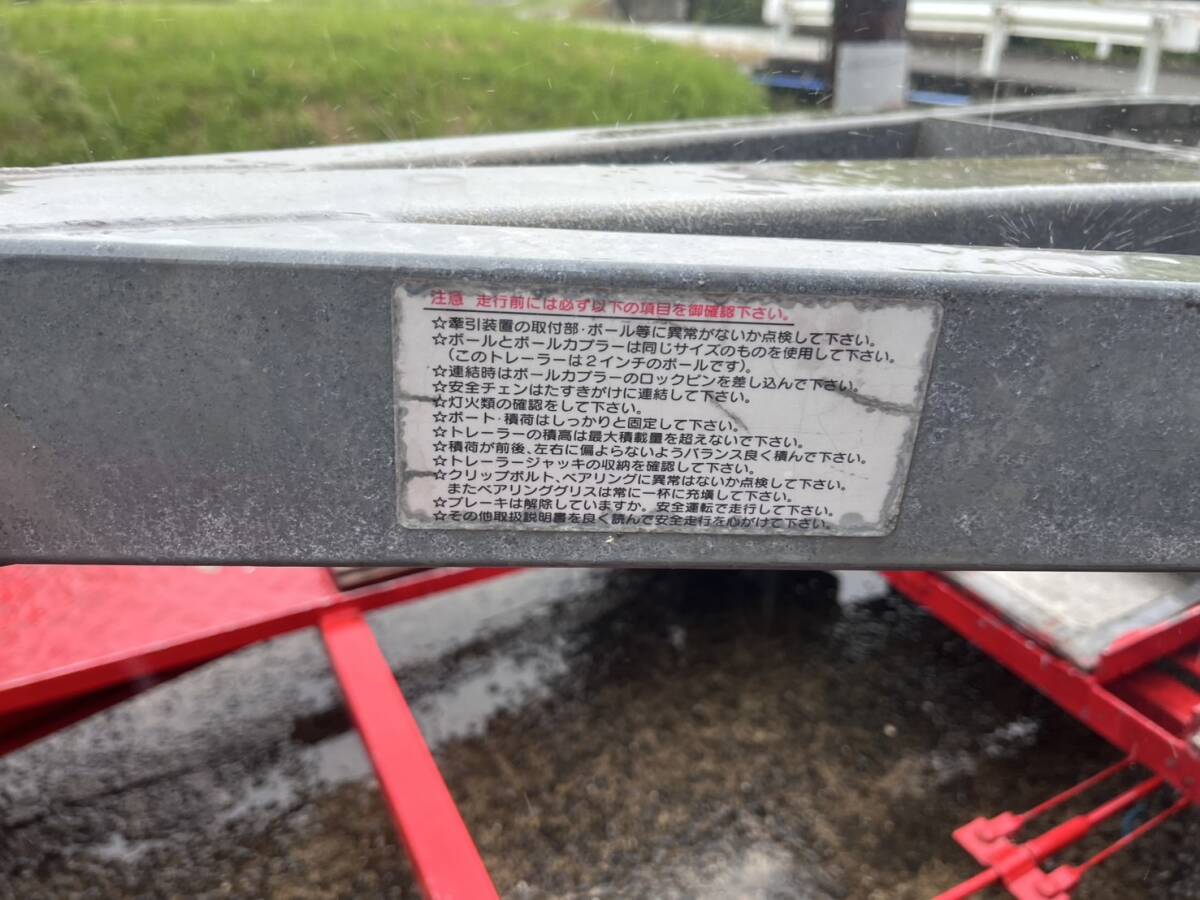 注意 走行前には必ず以下の項目を御確認下さい。
☆牽引装置の取付部・ボール等に異常がないか点検して下さい。
☆ボールとボールカプラーは同じサイズのものを使用して下さい。
(このトレーラーは2インチのボールです)。
☆連結時はボールカプラーのロックピンを差し込んで下さい。
☆安全チェンはたすきがけに連結して下さい。
☆灯火類の確認をして下さい。
☆ボート・積荷はしっかりと固定して下さい。
☆トレーラーの積高は最大積載量を超えないで下さい。
☆積荷が前後、左右に偏よらないようバランス良く積んで下さい。
☆トレーラージャッキの収納を確認して下さい。
☆クリップボルト、ベアリングに異常はないか点検して下さい。
またベアリンググリスは常に一杯に充填して下さい。
☆ブレーキは解除していますか。安全運転で走行して下さい。
☆その他取扱説明書を良く読んで安全走行を心がけて下さい。